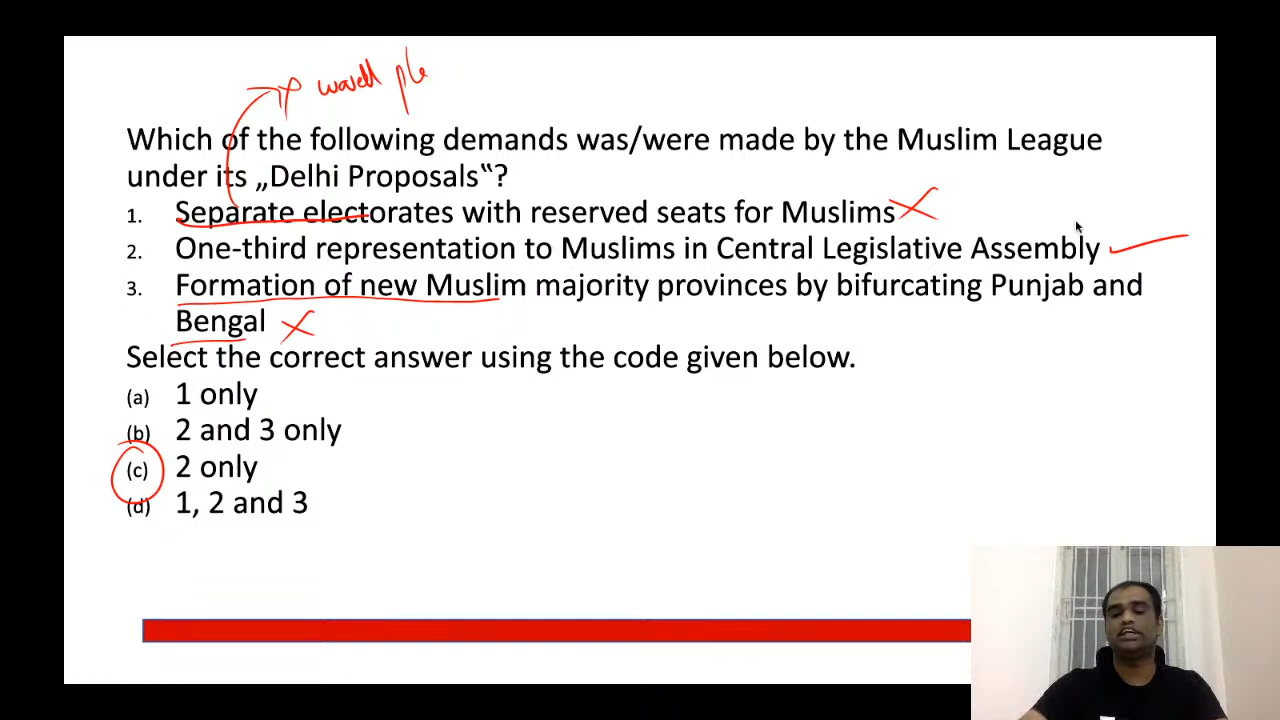 wavell
Which of the following demands was/were made by the Muslim League
under its „Delhi Proposals‟?
1. Separate electorates with reserved seats for Muslims
2. One-third representation to Muslims in Central Legislative Assembly
3. Formation of new Muslim majority provinces by bifurcating Punjab and
Bengal
Select the correct answer using the code given below.
(a) 1 only
(b) 2 and 3 only
(c) 2 only
(d) 1, 2 and 3